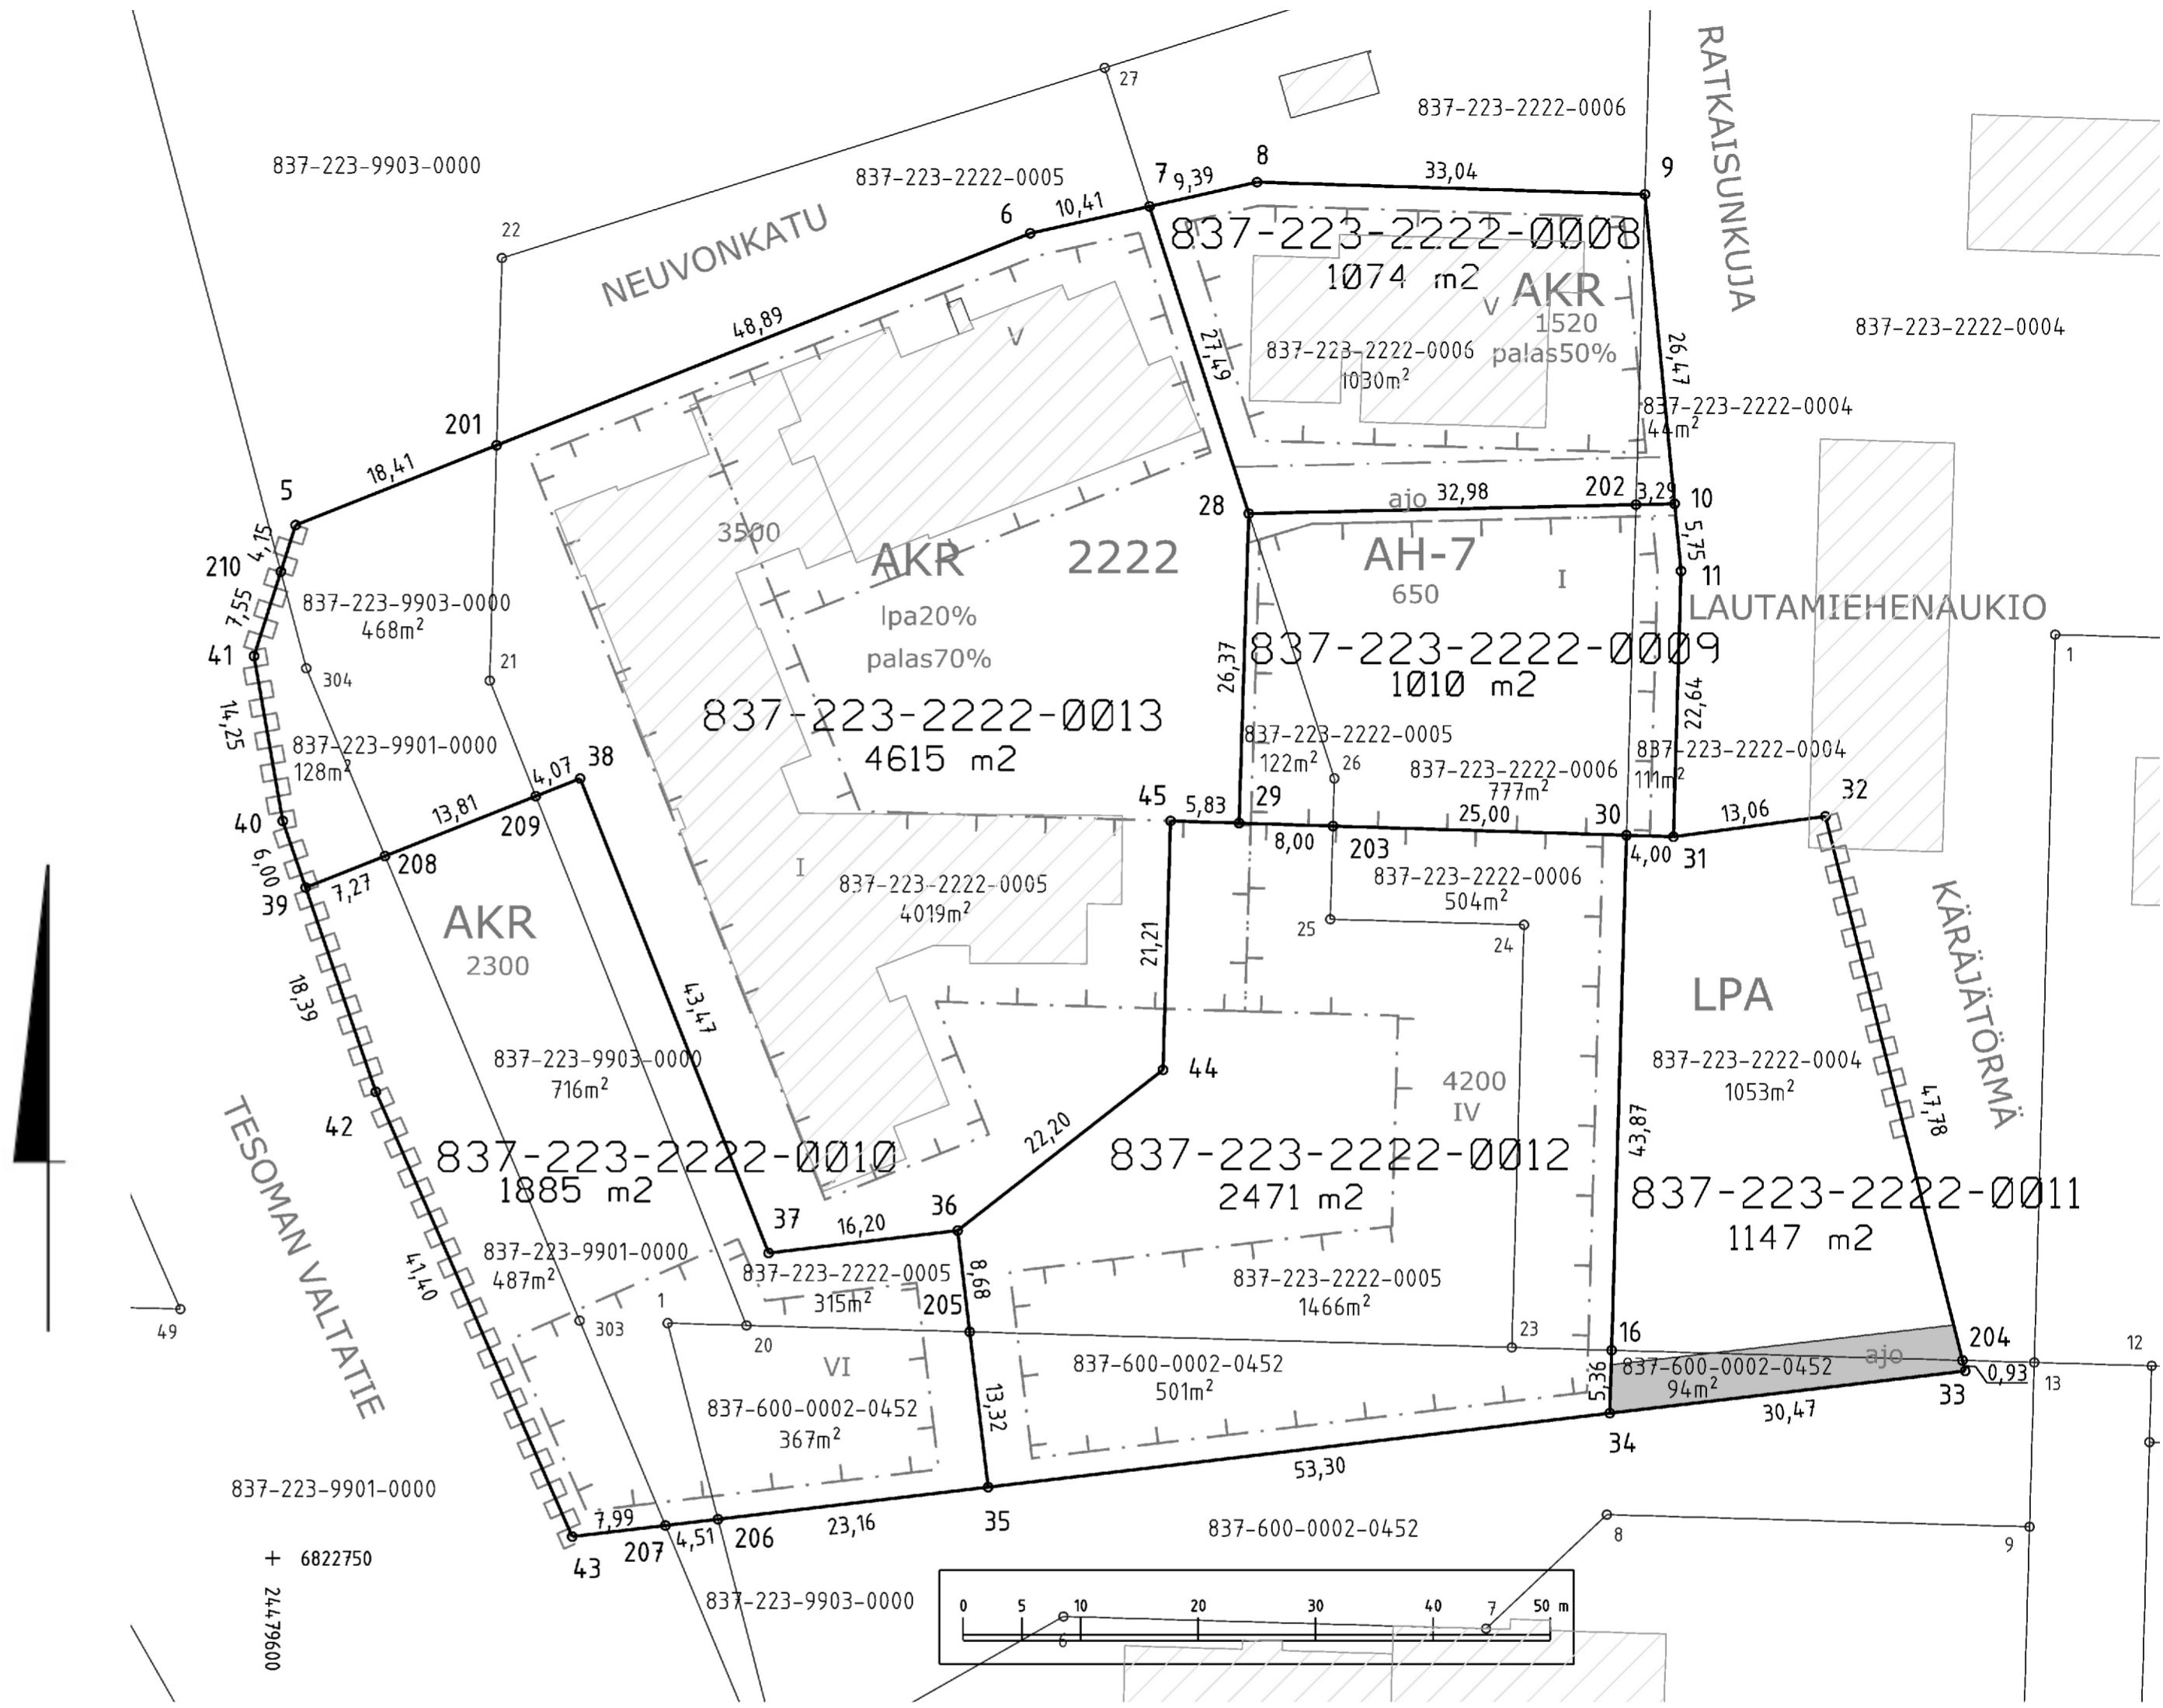 27
837-223-2222-0006
RATKAISUNKUJA
837-223-9903-0000
837-223-2222-0005
7
9,39
8
33,04
9
22
NEUVONKATU
6
10,41
837-223-2222-0008
1074 m2
AKR
V
1520
palas50%
837-223-2222-0006
1030m²
48,89
V
27,49
26,47
837-223-2222-0004
837-223-2222-0004
44m²
201
18,41
5
4,15
210
7,55
41
837-223-9903-0000
468m²
21
304
3500
AKR
2222
lpa20%
palas70%
28
ajo
32,98
202
3,29
10
5,75
AH-7
650
I
11
LAUTAMIEHENAUKIO
1
837-223-2222-0009
1010 m2
26,37
22,64
14,25
837-223-9901-0000
128m²
837-223-2222-0013
4615 m2
837-223-2222-0005
122m²
26
837-223-2222-0006
777m²
837-223-2222-0004
111m²
38
4,07
13,81
209
40
6,00
208
7,27
39
45
5,83
29
8,00
203
25,00
30
4,00
31
13,06
32
I
837-223-2222-0005
4019m²
837-223-2222-0006
504m²
25
24
AKR
2300
18,39
43,47
21,21
LPA
KÄRÄJÄTÖRMÄ
837-223-9903-0000
716m²
44
4200
IV
837-223-2222-0004
1053m²
47,78
42
TESOMAN VALTATIE
837-223-2222-0010
1885 m2
22,20
837-223-2222-0012
2471 m2
43,87
837-223-2222-0011
1147 m2
36
37
16,20
837-223-9901-0000
487m²
41,40
837-223-2222-0005
315m²
8,68
205
837-223-2222-0005
1466m²
49
303
1
20
23
16
204
12
VI
837-600-0002-0452
501m²
837-600-0002-0452
94m²
ajo
5,36
0,93
13
33
30,47
837-600-0002-0452
367m²
13,32
34
53,30
837-223-9901-0000
7,99
207
4,51
206
23,16
35
43
837-600-0002-0452
8
9
6822750
24479600
837-223-9903-0000
0 5 10 20 30 40 50 m
6
7